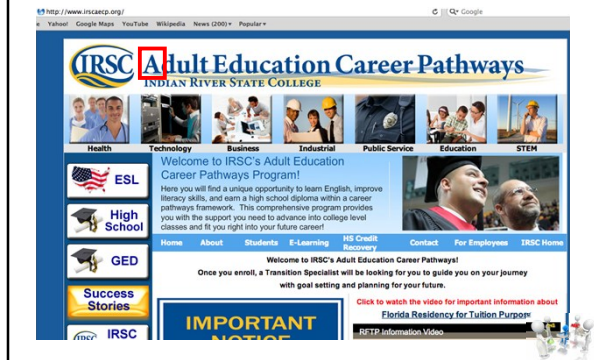 http://www.irscaecp.org/
Google
Yahoo! Google Maps YouTube Wikipedia News (200) Popular
IRSC Adult Education Career Pathways
INDIAN RIVER STATE COLLEGE
Health Technology Business Industrial Public Service Education STEM
Welcome to IRSC's Adult Education
Career Pathways Program!
Here you will find a unique opportunity to learn English, improve
literacy skills, and earn a high school diploma within a career
pathways framework. This comprehensive program provides
you with the support you need to advance into college level
classes and fit you right into your future career!
Home About Students E-Learning HS Credit Recovery Contact For Employees IRSC Home
ESL
High
School
GED
Success
Stories
IRSC
IRSC
Welcome to IRSC's Adult Education Career Pathways!
Once you enroll, a Transition Specialist will be looking for you to guide you on your journey
with goal setting and planning for your future.
IMPORTANT
NOTICE
Click to watch the video for important information about
Florida Residency for Tuition Purpose
RFTP Information Video